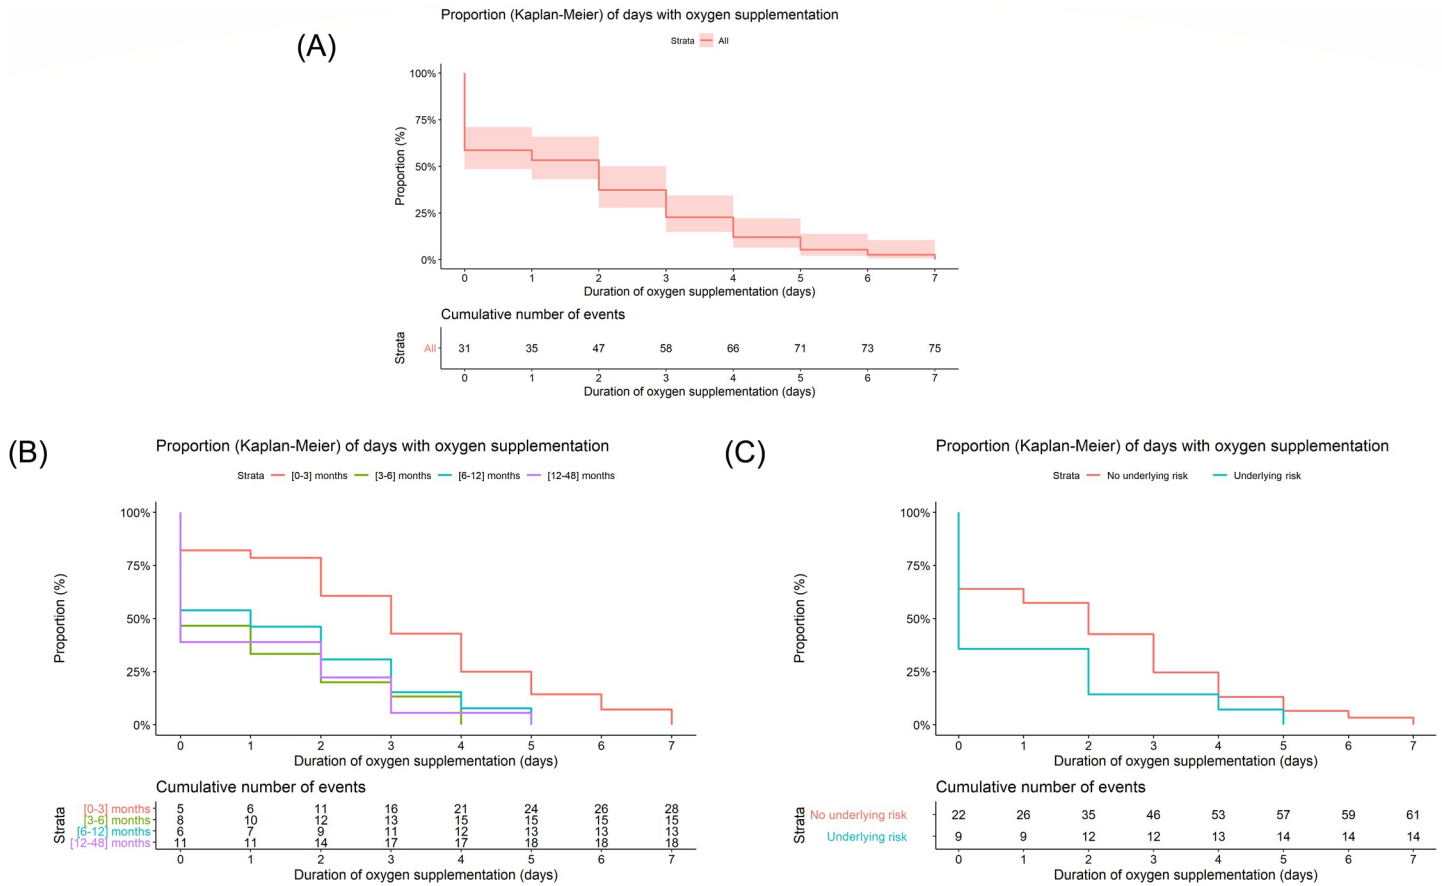 Proportion (Kaplan-Meier) of days with oxygen supplementation
(A)
Strata All
100%
75%
50%
25%
0%
Proportion (%)
0 1 2 3 4 5 6 7
Duration of oxygen supplementation (days)
Cumulative number of events
Strata
All 31 35 47 58 66 71 73 75
0 1 2 3 4 5 6 7
Duration of oxygen supplementation (days)
(B)
Proportion (Kaplan-Meier) of days with oxygen supplementation
Strata [0-3] months [3-6] months [6-12] months [12-48] months
100%
75%
50%
25%
0%
Proportion (%)
0 1 2 3 4 5 6 7
Duration of oxygen supplementation (days)
Cumulative number of events
Strata
[0-3] months 5 6 11 16 21 24 26 28
[3-6] months 8 10 12 13 15 15 15 15
[6-12] months 6 7 9 11 12 13 13 13
[12-48] months 11 11 14 17 17 18 18 18
0 1 2 3 4 5 6 7
Duration of oxygen supplementation (days)
(C)
Proportion (Kaplan-Meier) of days with oxygen supplementation
Strata No underlying risk Underlying risk
100%
75%
50%
25%
0%
Proportion (%)
0 1 2 3 4 5 6 7
Duration of oxygen supplementation (days)
Cumulative number of events
Strata
No underlying risk 22 26 35 46 53 57 59 61
Underlying risk 9 9 12 12 13 14 14 14
0 1 2 3 4 5 6 7
Duration of oxygen supplementation (days)